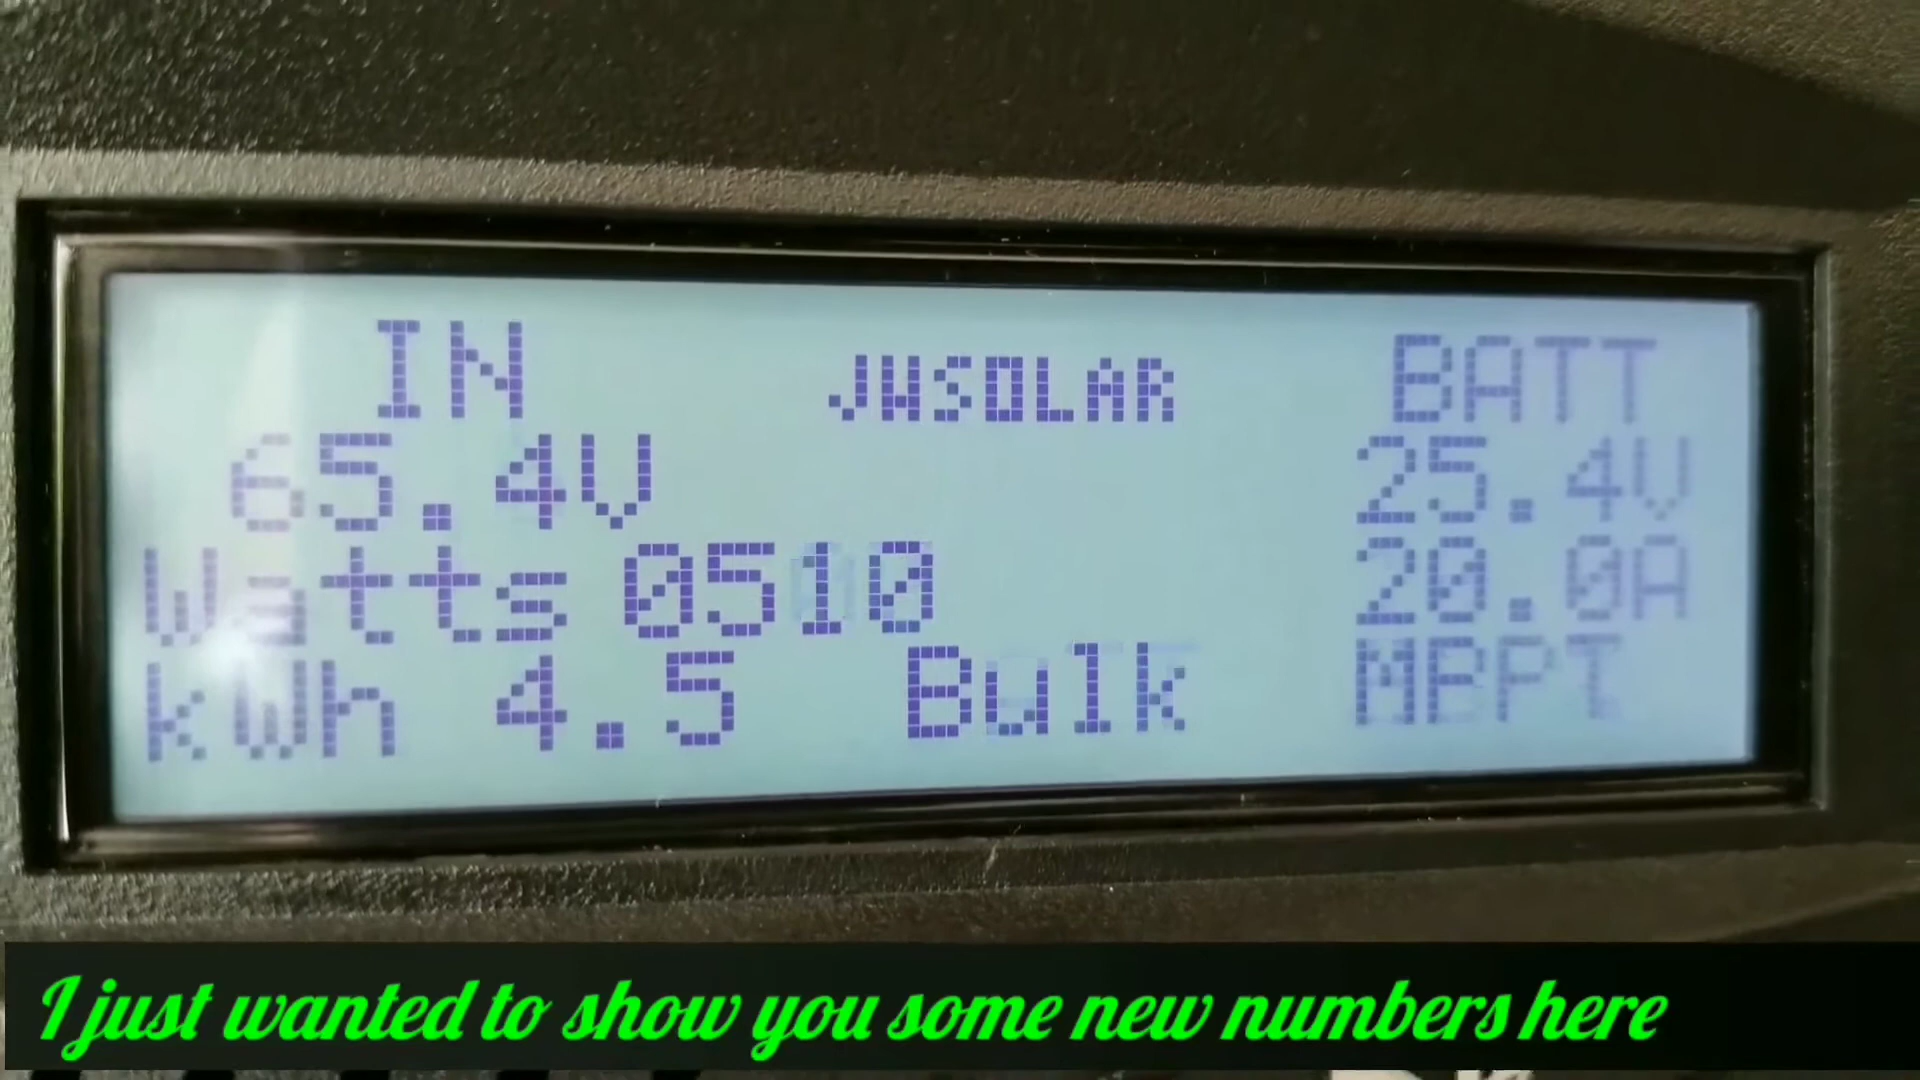 IN JWSOLAR BATT
65.4V 25.4V
Watts 0510 20.0A
kWh 4.5 Bulk
I just wanted to show you some new numbers here